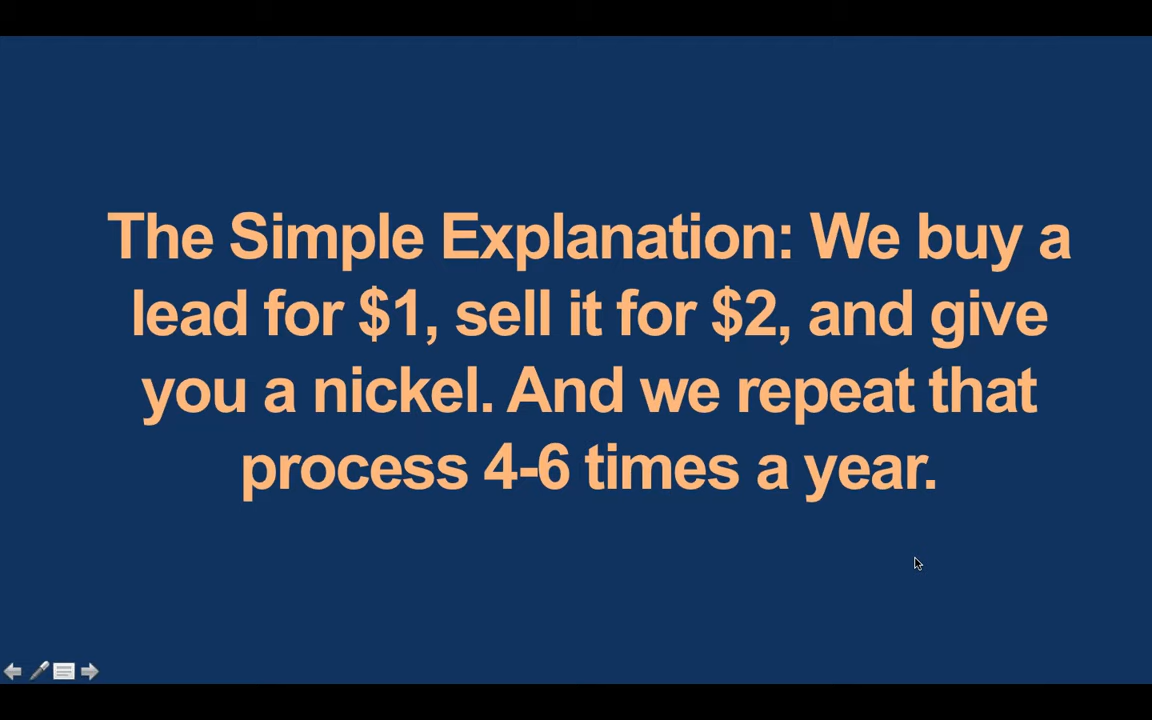 The Simple Explanation: We buy a
lead for $1, sell it for $2, and give
you a nickel. And we repeat that
process 4-6 times a year.